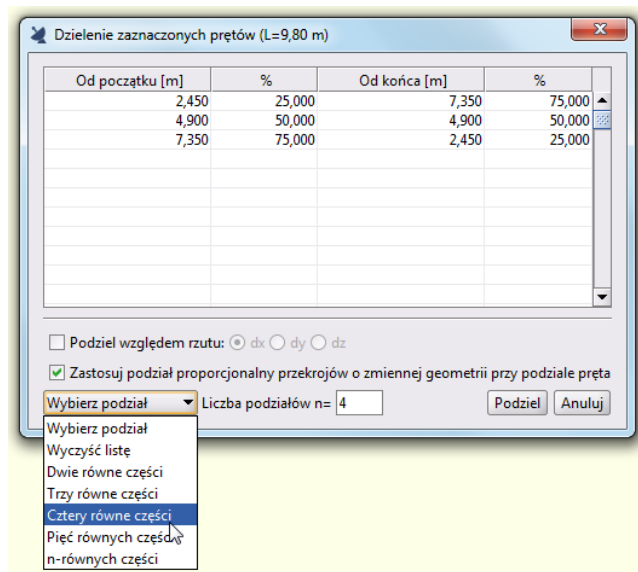 Dzielenie zaznaczonych prętów (L=9,80 m)
Od początku [m] % Od końca [m] %
2,450 25,000 7,350 75,000
4,900 50,000 4,900 50,000
7,350 75,000 2,450 25,000
Podziel względem rzutu: dx dy dz
Zastosuj podział proporcjonalny przekrojów o zmiennej geometrii przy podziale pręta
Wybierz podział Liczba podziałów n= 4 Podziel Anuluj
Wybierz podział
Wyczyść listę
Dwie równe części
Trzy równe części
Cztery równe części
Pięć równych części
n-równych części